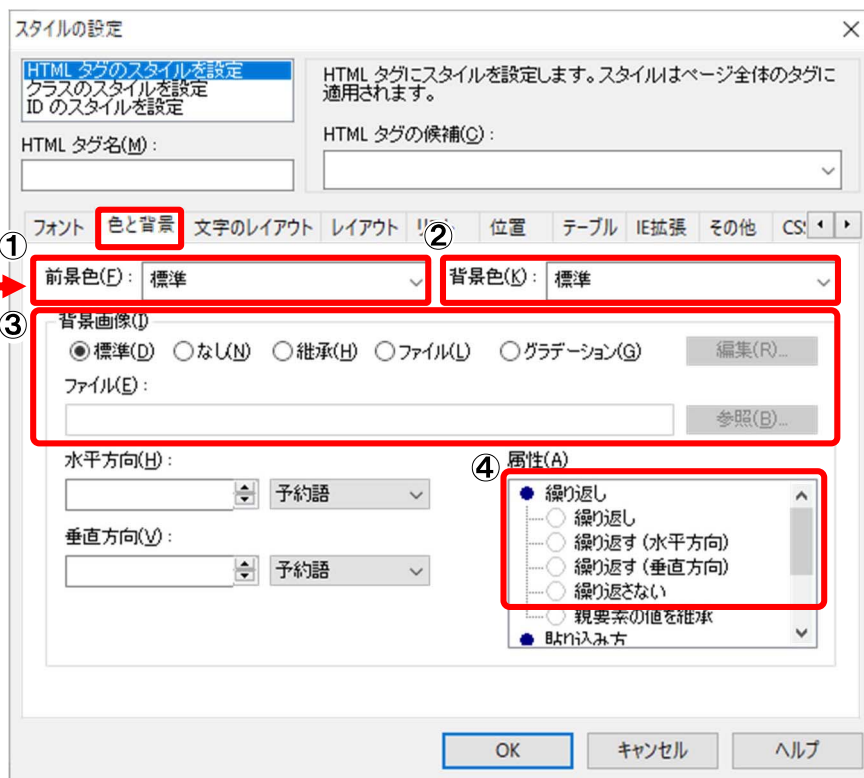 スタイルの設定
HTML タグのスタイルを設定
クラスのスタイルを設定
ID のスタイルを設定
HTML タグにスタイルを設定します。スタイルはページ全体のタグに
適用されます。
HTML タグ名(M) :
HTML タグの候補(C) :
フォント 色と背景 文字のレイアウト レイアウト 位置 テーブル IE拡張 その他
① ②
前景色(F) : 標準 背景色(K) : 標準
③
背景画像(I)
標準(D) なし(N) 継承(H) ファイル(L) グラデーション(G) 編集(R)...
ファイル(E) :
参照(B)...
水平方向(H) :
④ 属性(A)
予約語
垂直方向(V) :
予約語
繰り返し
繰り返し
繰り返す (水平方向)
繰り返す (垂直方向)
繰り返さない
親要素の値を継承
貼り込み方
OK キャンセル ヘルプ